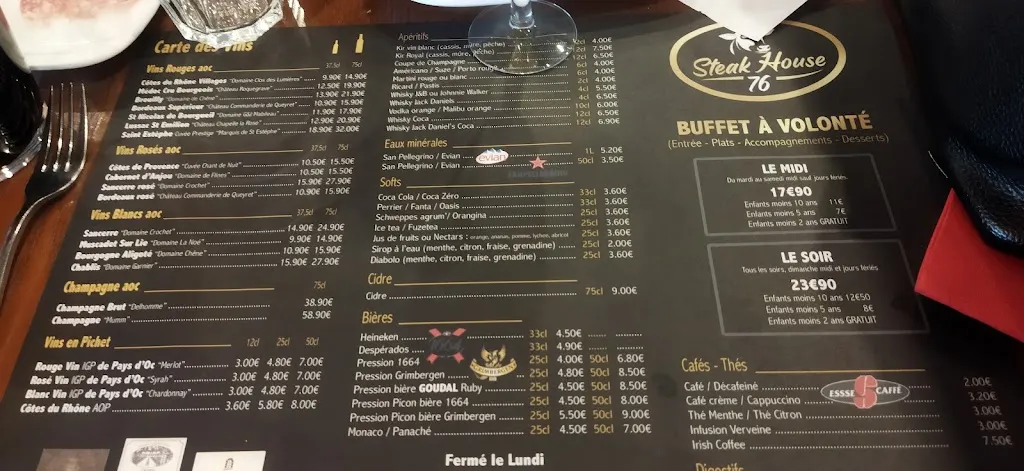 Carte des Vins
Vins Rouges aoc 37,5cl 75cl
Côtes du Rhône Villages "Domaine Clos des Lumières" 9.90€ 14.90€
Médoc Cru Bourgeois "Château Roquegrave" 12.50€ 19.90€
Brouilly "Domaine de Chêne" 13.90€ 21.90€
Bordeaux Supérieur "Château Commanderie de Queyret" 10.90€ 15.90€
St Nicolas de Bourgueil "Domaine G&J Mabileau" 11.90€ 17.90€
Lussac St Emilion "Château Chapelle la Rose" 12.90€ 20.90€
Saint Estèphe "Cuvée Prestige "Marquis de St Estèphe" 18.90€ 32.00€
Vins Rosés aoc 37,5cl 75cl
Côtes de Provence "Cuvée Chant de Nuit" 10.50€ 15.50€
Cabernet d'Anjou "Domaine de Flines" 10.50€ 15.50€
Sancerre rosé "Domaine Crochet" 15.90€ 27.90€
Bordeaux rosé "Château Commanderie de Queyret" 10.90€ 15.90€
Vins Blancs aoc 37,5cl 75cl
Sancerre "Domaine Crochet" 14.90€ 24.90€
Muscadet Sur Lie "Domaine La Noë" 9.90€ 14.90€
Bourgogne Aligoté "Domaine Chêne" 10.90€ 15.90€
Chablis "Domaine Garnier" 15.90€ 27.90€
Champagne aoc 75cl
Champagne Brut "Delhomme" 38.90€
Champagne "Mumm" 58.90€
Vins en Pichet 12cl 25cl 50cl
Rouge Vin IGP de Pays d'Oc "Merlot" 3.00€ 4.80€ 7.00€
Rosé Vin IGP de Pays d'Oc "Syrah" 3.00€ 4.80€ 7.00€
Blanc Vin IGP de Pays d'Oc "Chardonnay" 3.00€ 4.80€ 7.00€
Côtes du Rhône AOP 3.60€ 5.80€ 8.00€
Apéritifs
Kir vin blanc (cassis, mûre, pêche) 12cl 4.00€
Kir Royal (cassis, mûre, pêche) 12cl 7.50€
Coupe de Champagne 12cl 6.50€
Américano / Suze / Porto rouge 6cl 4.00€
Martini rouge ou blanc 6cl 4.00€
Ricard / Pastis 2cl 4.00€
Whisky J&B ou Johnnie Walker 4cl 5.50€
Whisky Jack Daniels 4cl 6.50€
Vodka orange / Malibu orange 10cl 6.00€
Whisky Coca 12cl 6.50€
Whisky Jack Daniel's Coca 12cl 6.90€
Eaux minérales
San Pellegrino / Evian 1L 5.20€
San Pellegrino / Evian 50cl 3.50€
evian
Softs
Coca Cola / Coca Zéro 33cl 3.60€
Perrier / Fanta / Oasis 33cl 3.60€
Schweppes agrum' / Orangina 25cl 3.60€
Ice tea / Fuzetea 25cl 3.60€
Jus de fruits ou Nectars : orange, ananas, pomme, lychee, abricot 25cl 3.60€
Sirop à l'eau (menthe, citron, fraise, grenadine) 25cl 2.00€
Diabolo (menthe, citron, fraise, grenadine) 25cl 3.60€
Cidre
Cidre 75cl 9.00€
Bières
Heineken 33cl 4.50€
Despérados 33cl 4.90€
Pression 1664 25cl 4.00€ 50cl 6.80€
Pression Grimbergen 25cl 4.80€ 50cl 8.50€
GRIMBERGEN
Pression bière GOUDAL Ruby 25cl 4.50€ 50cl 8.50€
Pression Picon bière 1664 25cl 4.50€ 50cl 8.50€
Pression Picon bière Grimbergen 25cl 5.50€ 50cl 9.00€
Monaco / Panaché 25cl 4.50€ 50cl 7.00€
Fermé le Lundi
Steak House
76
BUFFET À VOLONTÉ
(Entrée - Plats - Accompagnements - Desserts)
LE MIDI
Du mardi au samedi midi sauf jours fériés
17€90
Enfants moins 10 ans 11€
Enfants moins 5 ans 7€
Enfants moins 2 ans GRATUIT
LE SOIR
Tous les soirs, dimanche midi et jours fériés
23€90
Enfants moins 10 ans 12€50
Enfants moins 5 ans 8€
Enfants moins 2 ans GRATUIT
Cafés - Thés
Café / Décaféiné 2.00€
Café crème / Cappuccino 3.20€
ESSSE CAFFÈ
Thé Menthe / Thé Citron 3.00€
Infusion Verveine 3.00€
Irish Coffee 7.50€
Digestifs